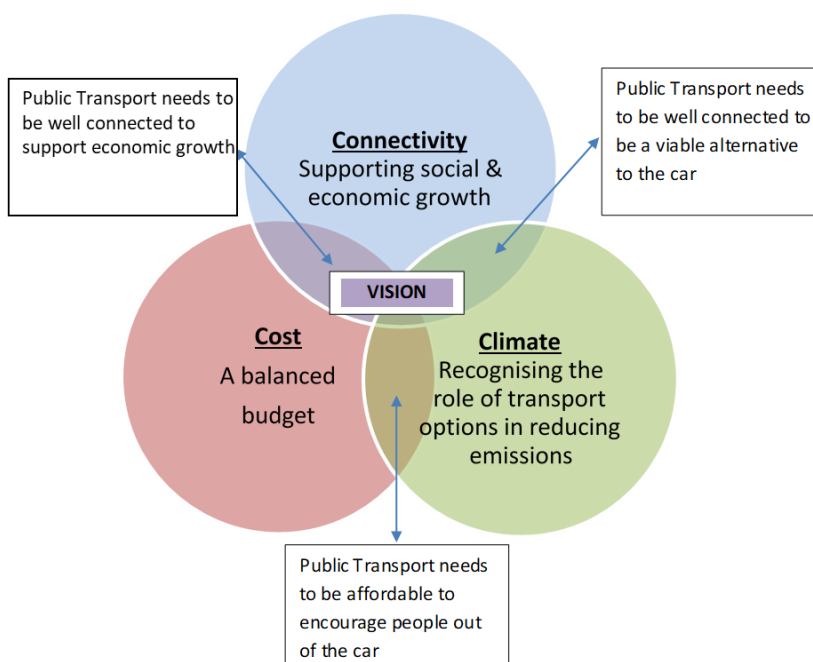 Public Transport needs to
be well connected to
support economic growth
Public Transport needs
to be well connected to
be a viable alternative
to the car
Connectivity
Supporting social &
economic growth
VISION
Cost
A balanced
budget
Climate
Recognising the
role of transport
options in reducing
emissions
Public Transport needs
to be affordable to
encourage people out
of the car